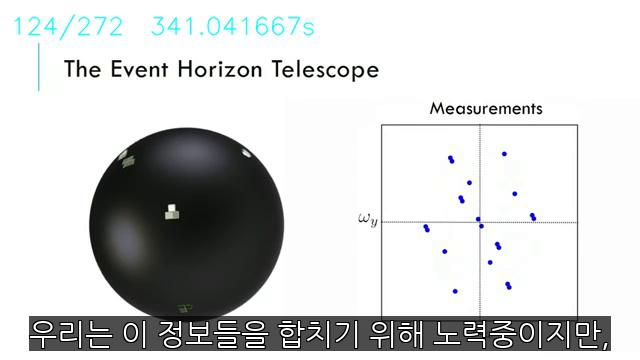 124/272 341.041667s
The Event Horizon Telescope
Measurements
ωy
우리는 이 정보들을 합치기 위해 노력중이지만,